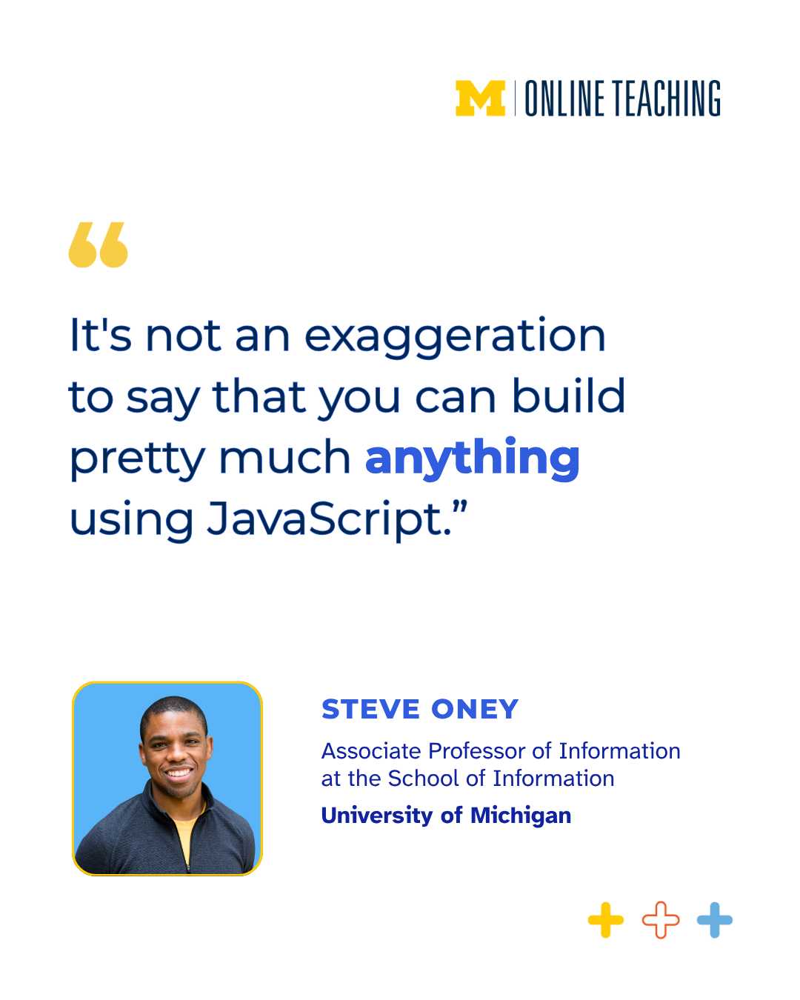 M | ONLINE TEACHING
“
It's not an exaggeration
to say that you can build
pretty much anything
using JavaScript.”
STEVE ONEY
Associate Professor of Information
at the School of Information
University of Michigan